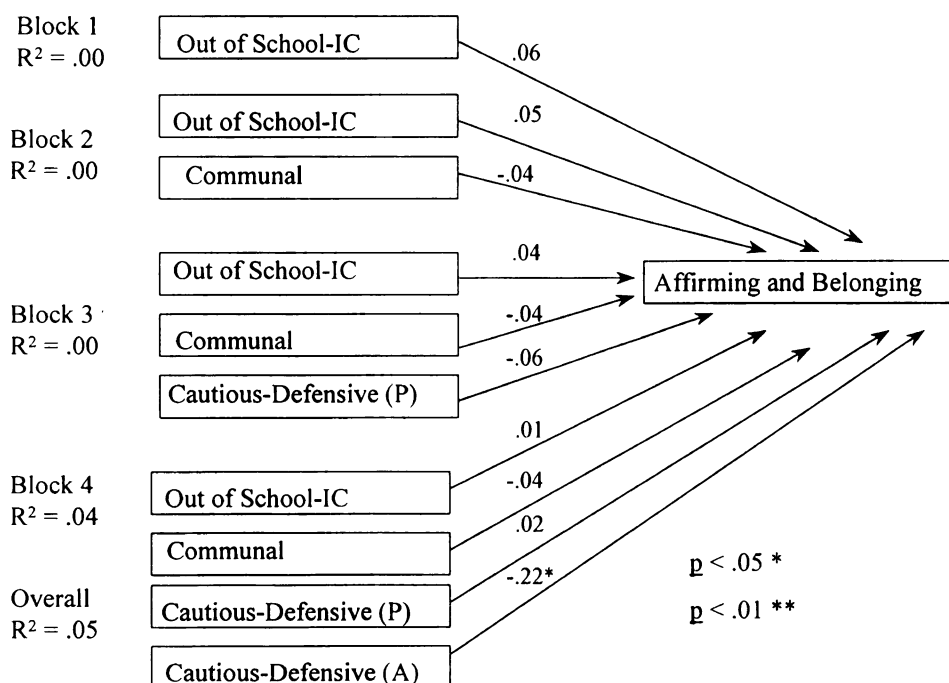 Block 1
R² = .00
Out of School-IC
.06
Block 2
R² = .00
Out of School-IC
.05
Communal
-.04
Block 3
R² = .00
Out of School-IC
.04
Communal
-.04
Cautious-Defensive (P)
-.06
Affirming and Belonging
Block 4
R² = .04
Out of School-IC
.01
Communal
-.04
Cautious-Defensive (P)
.02
Cautious-Defensive (A)
-.22*
Overall
R² = .05
p < .05 *
p < .01 **